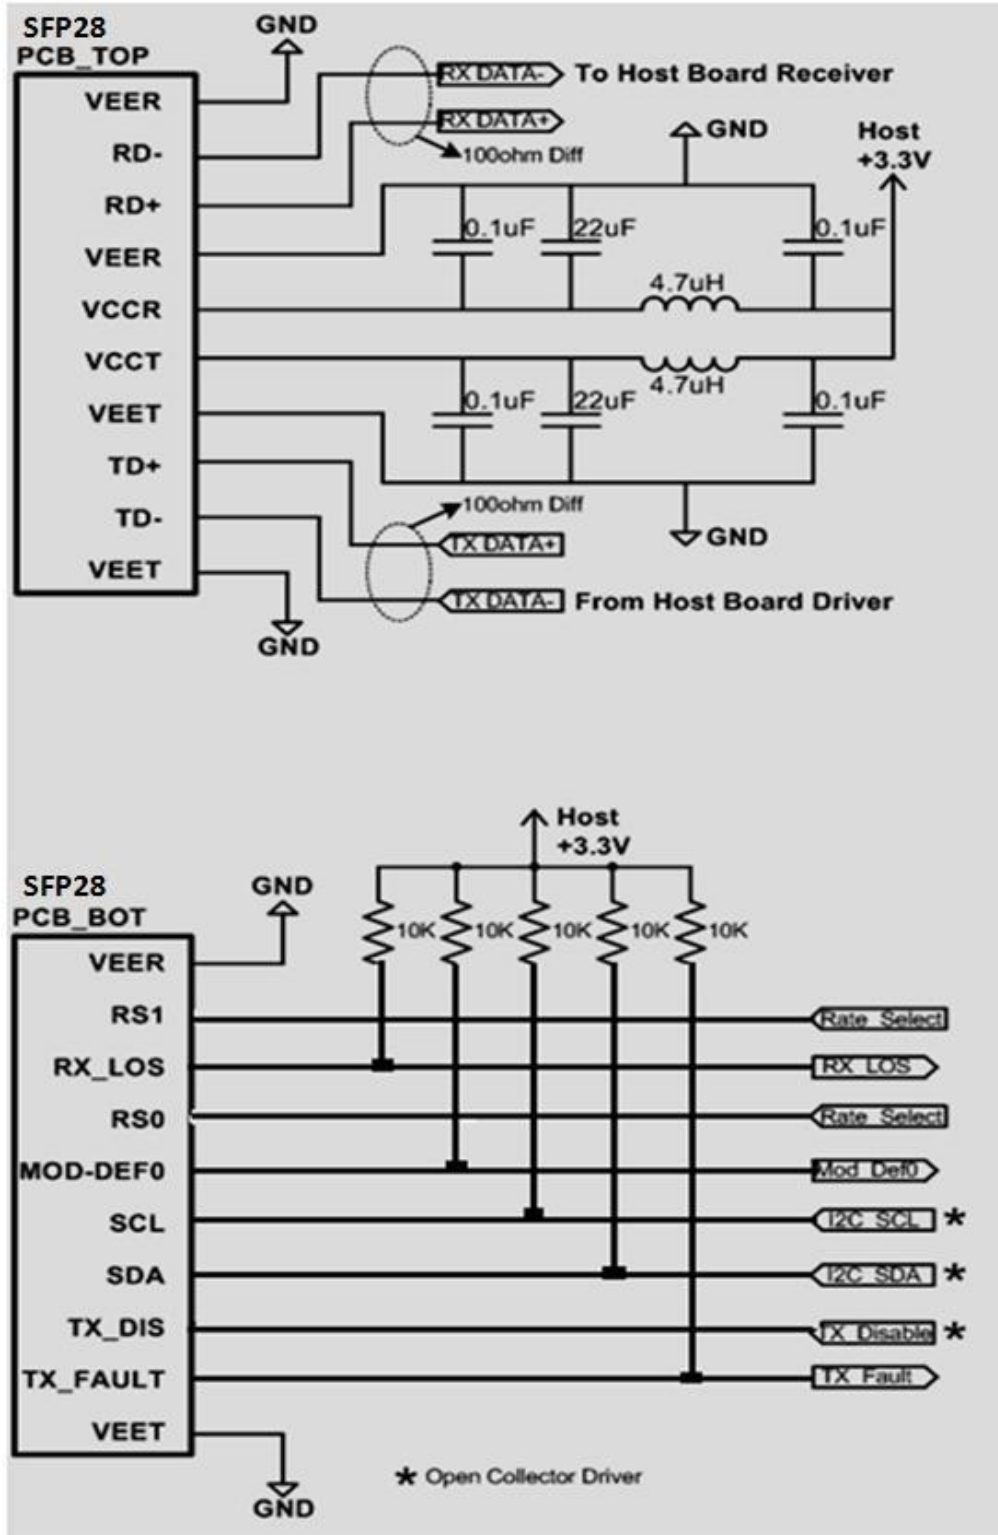 SFP28
PCB_TOP
GND
VEER
RX DATA-
To Host Board Receiver
RD-
RX DATA+
100ohm Diff
GND
Host
+3.3V
RD+
VEER
0.1uF
22uF
0.1uF
4.7uH
VCCR
VCCT
4.7uH
0.1uF
22uF
0.1uF
VEET
TD+
100ohm Diff
TD-
TX DATA+
GND
VEET
TX DATA-
From Host Board Driver
GND
Host
+3.3V
SFP28
PCB_BOT
GND
10K
10K
10K
10K
10K
VEER
RS1
Rate Select
RX_LOS
RX LOS
RS0
Rate Select
MOD-DEF0
Mod Def0
SCL
I2C SCL *
SDA
I2C SDA *
TX_DIS
TX Disable *
TX_FAULT
TX Fault
VEET
* Open Collector Driver
GND